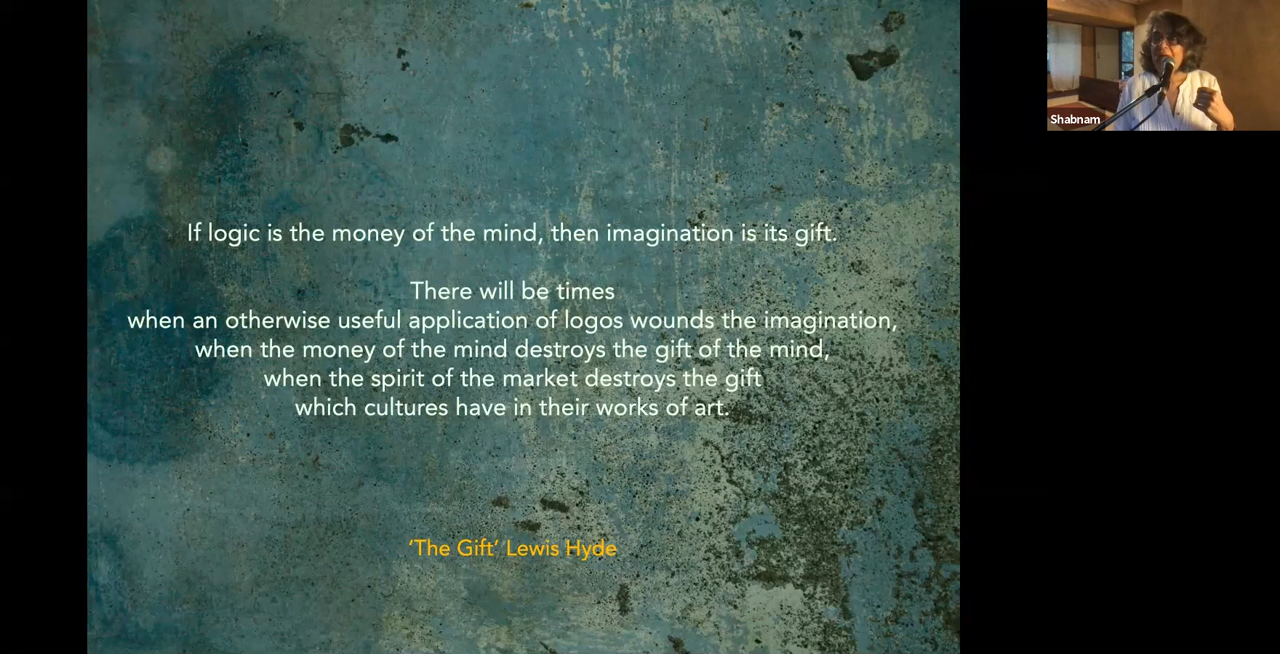 If logic is the money of the mind, then imagination is its gift.
There will be times
when an otherwise useful application of logos wounds the imagination,
when the money of the mind destroys the gift of the mind,
when the spirit of the market destroys the gift
which cultures have in their works of art.
‘The Gift’ Lewis Hyde
Shabnam